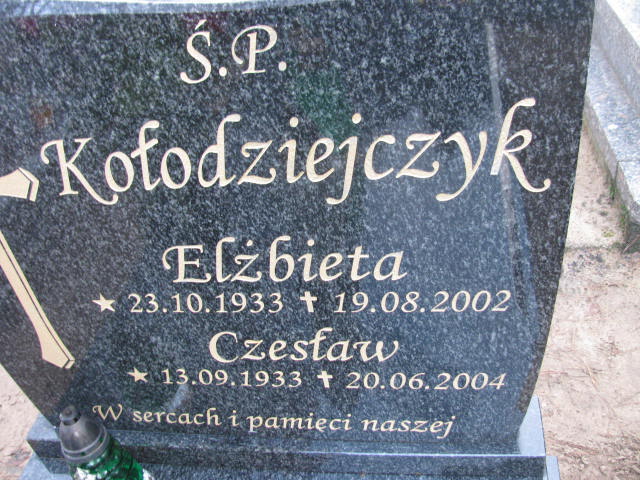 Ś.P.
Kołodziejczyk
Elżbieta
★ 23.10.1933 ✝ 19.08.2002
Czesław
★ 13.09.1933 ✝ 20.06.2004
W sercach i pamięci naszej